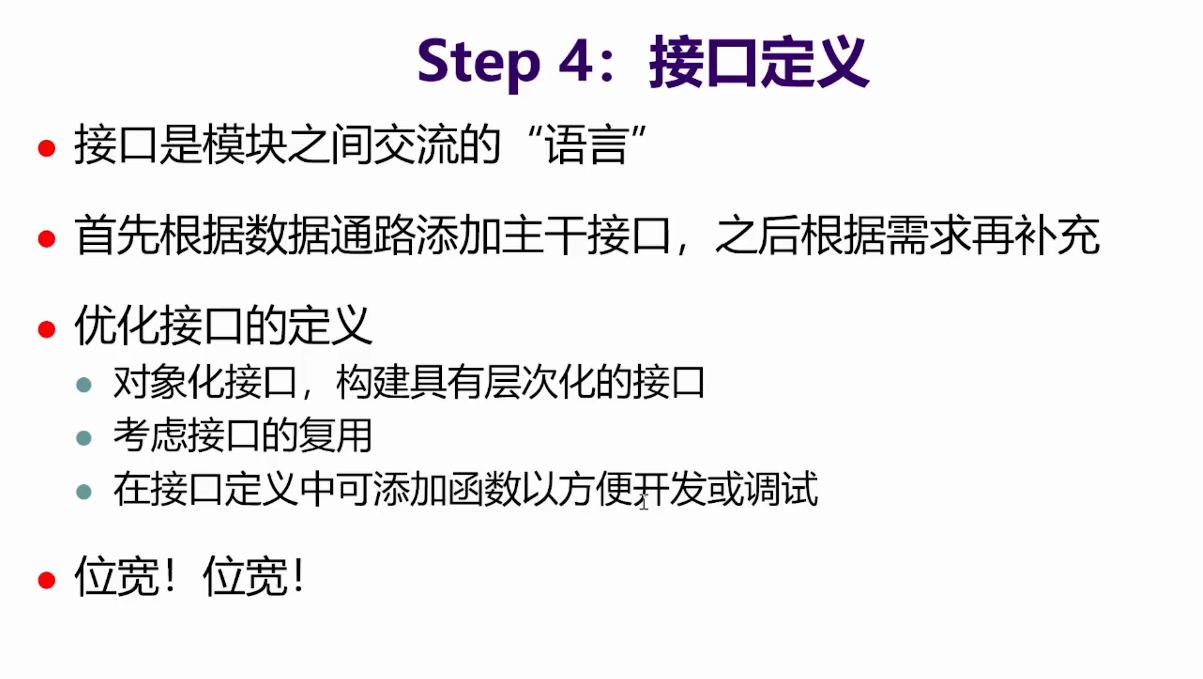 Step 4：接口定义
接口是模块之间交流的“语言”
首先根据数据通路添加主干接口，之后根据需求再补充
优化接口的定义
对象化接口，构建具有层次化的接口
考虑接口的复用
在接口定义中可添加函数以方便开发或调试
位宽！位宽！